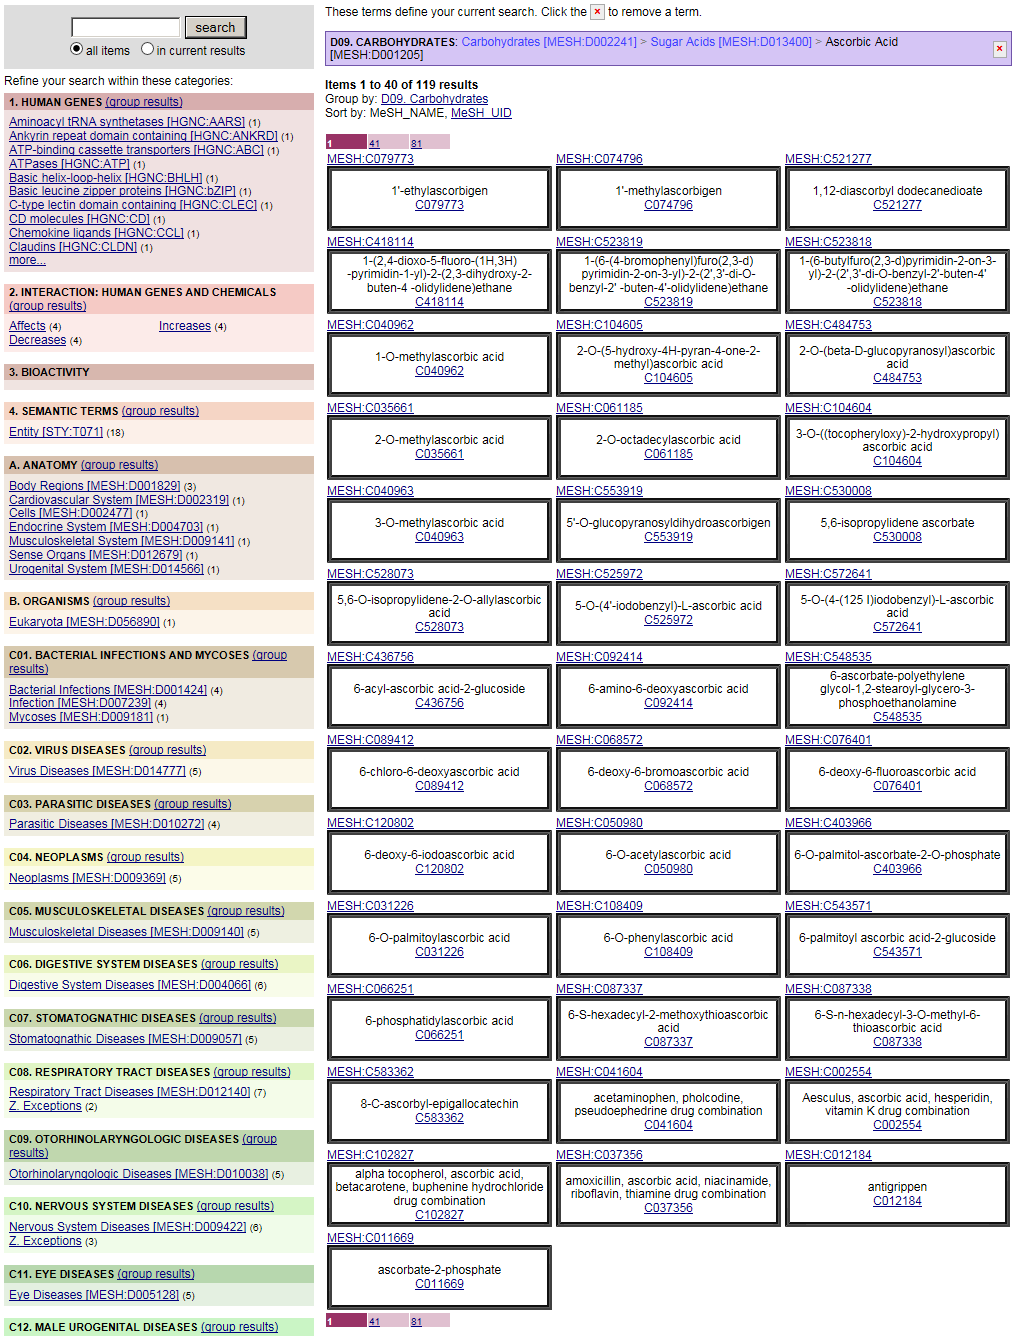 search
all items in current results
Refine your search within these categories:
1. HUMAN GENES (group results)
Aminoacyl tRNA synthetases [HGNC:AARS] (1)
Ankyrin repeat domain containing [HGNC:ANKRD] (1)
ATP-binding cassette transporters [HGNC:ABC] (1)
ATPases [HGNC:ATP] (1)
Basic helix-loop-helix [HGNC:BHLH] (1)
Basic leucine zipper proteins [HGNC:bZIP] (1)
C-type lectin domain containing [HGNC:CLEC] (1)
CD molecules [HGNC:CD] (1)
Chemokine ligands [HGNC:CCL] (1)
Claudins [HGNC:CLDN] (1)
more...
2. INTERACTION: HUMAN GENES AND CHEMICALS
(group results)
Affects (4) Increases (4)
Decreases (4)
3. BIOACTIVITY
4. SEMANTIC TERMS (group results)
Entity [STY:T071] (18)
A. ANATOMY (group results)
Body Regions [MESH:D001829] (3)
Cardiovascular System [MESH:D002319] (1)
Cells [MESH:D002477] (1)
Endocrine System [MESH:D004703] (1)
Musculoskeletal System [MESH:D009141] (1)
Sense Organs [MESH:D012679] (1)
Urogenital System [MESH:D014566] (1)
B. ORGANISMS (group results)
Eukaryota [MESH:D056890] (1)
C01. BACTERIAL INFECTIONS AND MYCOSES (group
results)
Bacterial Infections [MESH:D001424] (4)
Infection [MESH:D007239] (4)
Mycoses [MESH:D009181] (1)
C02. VIRUS DISEASES (group results)
Virus Diseases [MESH:D014777] (5)
C03. PARASITIC DISEASES (group results)
Parasitic Diseases [MESH:D010272] (4)
C04. NEOPLASMS (group results)
Neoplasms [MESH:D009369] (5)
C05. MUSCULOSKELETAL DISEASES (group results)
Musculoskeletal Diseases [MESH:D009140] (5)
C06. DIGESTIVE SYSTEM DISEASES (group results)
Digestive System Diseases [MESH:D004066] (6)
C07. STOMATOGNATHIC DISEASES (group results)
Stomatognathic Diseases [MESH:D009057] (5)
C08. RESPIRATORY TRACT DISEASES (group results)
Respiratory Tract Diseases [MESH:D012140] (7)
Z. Exceptions (2)
C09. OTORHINOLARYNGOLOGIC DISEASES (group
results)
Otorhinolaryngologic Diseases [MESH:D010038] (5)
C10. NERVOUS SYSTEM DISEASES (group results)
Nervous System Diseases [MESH:D009422] (6)
Z. Exceptions (3)
C11. EYE DISEASES (group results)
Eye Diseases [MESH:D005128] (5)
C12. MALE UROGENITAL DISEASES (group results)
These terms define your current search. Click the × to remove a term.
D09. CARBOHYDRATES: Carbohydrates [MESH:D002241] > Sugar Acids [MESH:D013400] > Ascorbic Acid
[MESH:D001205] ×
Items 1 to 40 of 119 results
Group by: D09. Carbohydrates
Sort by: MeSH_NAME, MeSH_UID
1 41 81
MESH:C079773 MESH:C074796 MESH:C521277
1'-ethylascorbigen
C079773
1'-methylascorbigen
C074796
1,12-diascorbyl dodecanedioate
C521277
MESH:C418114 MESH:C523819 MESH:C523818
1-(2,4-dioxo-5-fluoro-(1H,3H)
-pyrimidin-1-yl)-2-(2,3-dihydroxy-2-
buten-4 -olidylidene)ethane
C418114
1-(6-(4-bromophenyl)furo(2,3-d)
pyrimidin-2-on-3-yl)-2-(2',3'-di-O-
benzyl-2' -buten-4'-olidylidene)ethane
C523819
1-(6-butylfuro(2,3-d)pyrimidin-2-on-3-
yl)-2-(2',3'-di-O-benzyl-2'-buten-4'
-olidylidene)ethane
C523818
MESH:C040962 MESH:C104605 MESH:C484753
1-O-methylascorbic acid
C040962
2-O-(5-hydroxy-4H-pyran-4-one-2-
methyl)ascorbic acid
C104605
2-O-(beta-D-glucopyranosyl)ascorbic
acid
C484753
MESH:C035661 MESH:C061185 MESH:C104604
2-O-methylascorbic acid
C035661
2-O-octadecylascorbic acid
C061185
3-O-((tocopheryloxy)-2-hydroxypropyl)
ascorbic acid
C104604
MESH:C040963 MESH:C553919 MESH:C530008
3-O-methylascorbic acid
C040963
5'-O-glucopyranosyldihydroascorbigen
C553919
5,6-isopropylidene ascorbate
C530008
MESH:C528073 MESH:C525972 MESH:C572641
5,6-O-isopropylidene-2-O-allylascorbic
acid
C528073
5-O-(4'-iodobenzyl)-L-ascorbic acid
C525972
5-O-(4-(125 I)iodobenzyl)-L-ascorbic
acid
C572641
MESH:C436756 MESH:C092414 MESH:C548535
6-acyl-ascorbic acid-2-glucoside
C436756
6-amino-6-deoxyascorbic acid
C092414
6-ascorbate-polyethylene
glycol-1,2-stearoyl-glycero-3-
phosphoethanolamine
C548535
MESH:C089412 MESH:C068572 MESH:C076401
6-chloro-6-deoxyascorbic acid
C089412
6-deoxy-6-bromoascorbic acid
C068572
6-deoxy-6-fluoroascorbic acid
C076401
MESH:C120802 MESH:C050980 MESH:C403966
6-deoxy-6-iodoascorbic acid
C120802
6-O-acetylascorbic acid
C050980
6-O-palmitol-ascorbate-2-O-phosphate
C403966
MESH:C031226 MESH:C108409 MESH:C543571
6-O-palmitoylascorbic acid
C031226
6-O-phenylascorbic acid
C108409
6-palmitoyl ascorbic acid-2-glucoside
C543571
MESH:C066251 MESH:C087337 MESH:C087338
6-phosphatidylascorbic acid
C066251
6-S-hexadecyl-2-methoxythioascorbic
acid
C087337
6-S-n-hexadecyl-3-O-methyl-6-
thioascorbic acid
C087338
MESH:C583362 MESH:C041604 MESH:C002554
8-C-ascorbyl-epigallocatechin
C583362
acetaminophen, pholcodine,
pseudoephedrine drug combination
C041604
Aesculus, ascorbic acid, hesperidin,
vitamin K drug combination
C002554
MESH:C102827 MESH:C037356 MESH:C012184
alpha tocopherol, ascorbic acid,
betacarotene, buphenine hydrochloride
drug combination
C102827
amoxicillin, ascorbic acid, niacinamide,
riboflavin, thiamine drug combination
C037356
antigrippen
C012184
MESH:C011669
ascorbate-2-phosphate
C011669
1 41 81